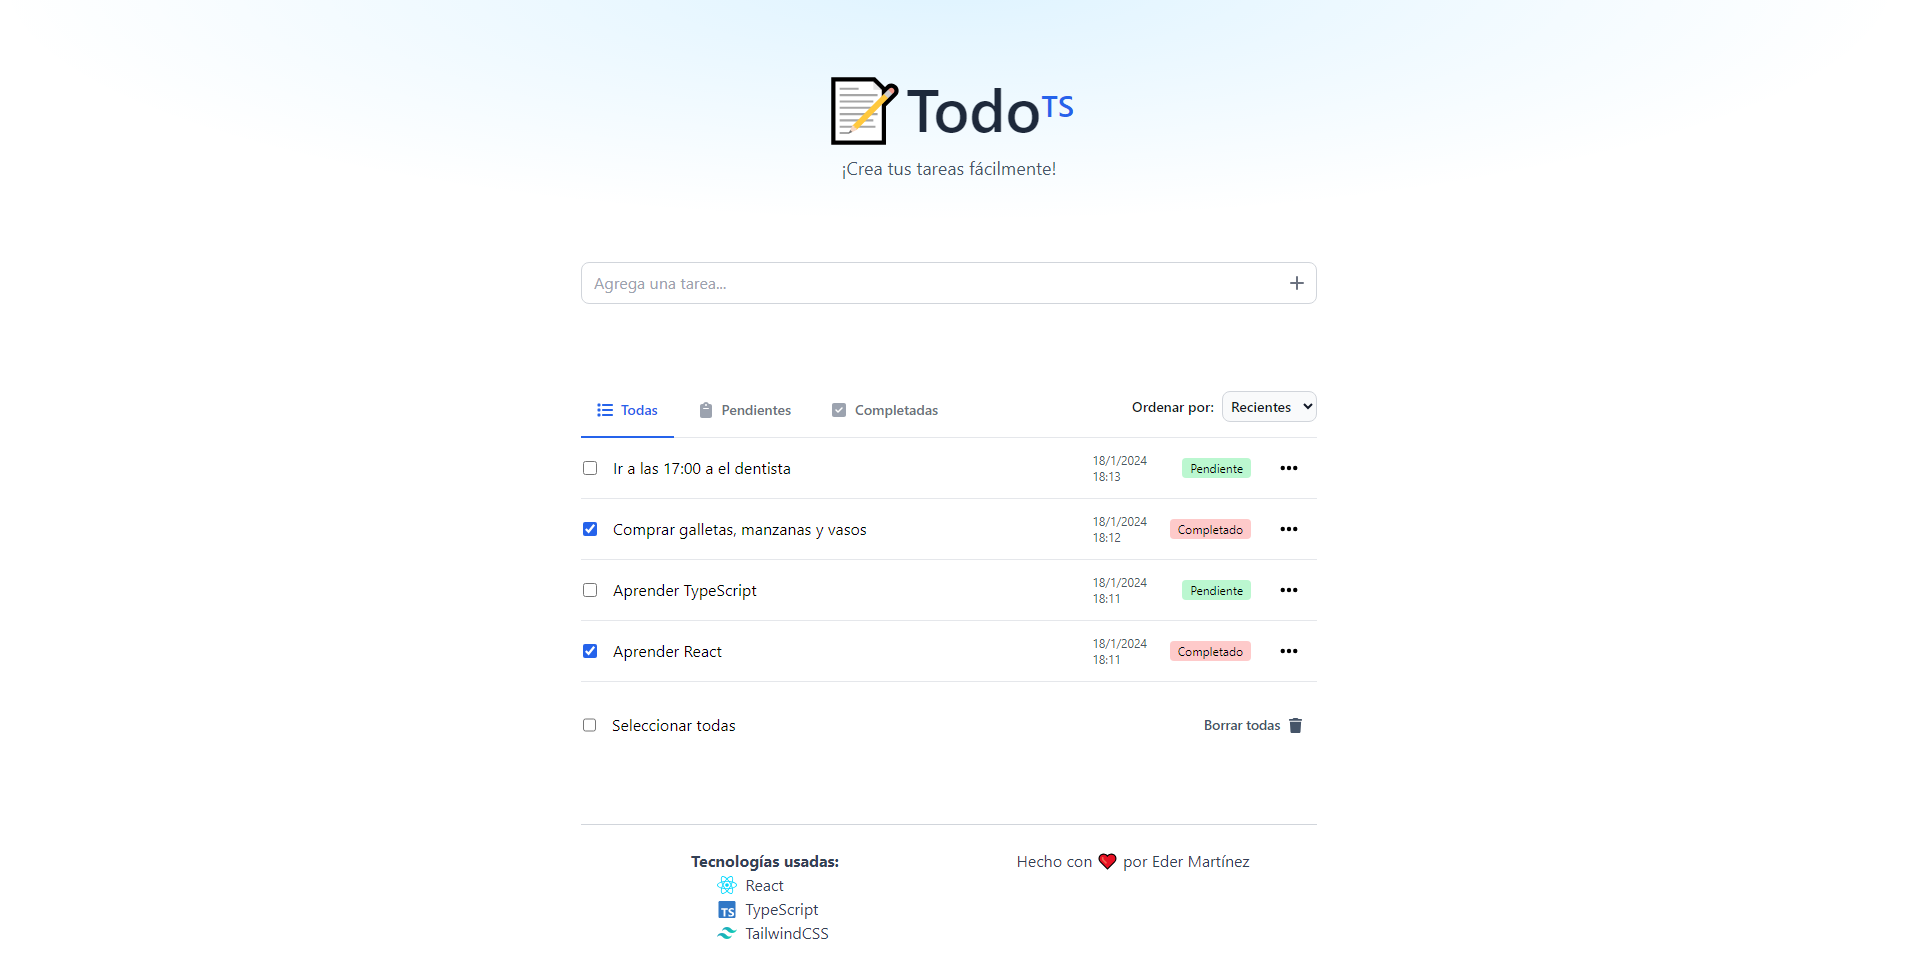 TodoTS
¡Crea tus tareas fácilmente!
Agrega una tarea...
Todas Pendientes Completadas Ordenar por: Recientes
Ir a las 17:00 a el dentista 18/1/2024 18:13 Pendiente
Comprar galletas, manzanas y vasos 18/1/2024 18:12 Completado
Aprender TypeScript 18/1/2024 18:11 Pendiente
Aprender React 18/1/2024 18:11 Completado
Seleccionar todas Borrar todas
Tecnologías usadas:
React
TS TypeScript
TailwindCSS
Hecho con ❤ por Eder Martínez